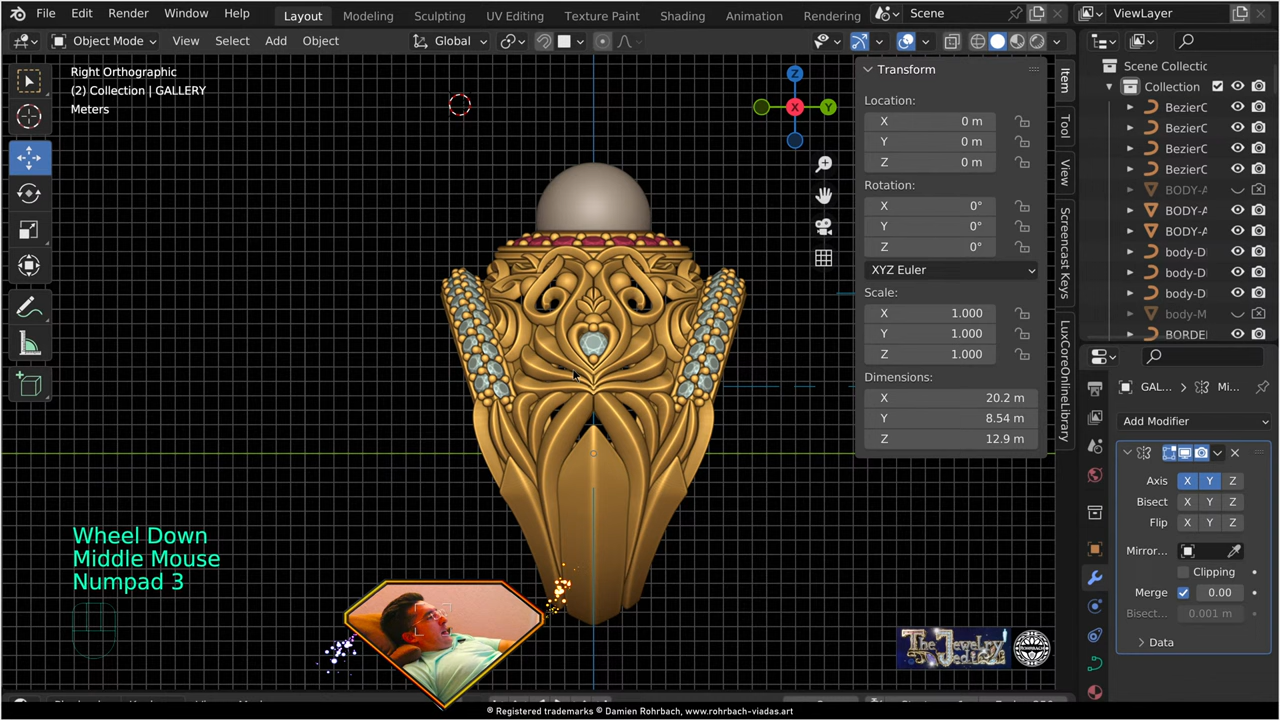 File Edit Render Window Help Layout Modeling Sculpting UV Editing Texture Paint Shading Animation Rendering Scene ViewLayer
Object Mode View Select Add Object Global
Right Orthographic
(2) Collection | GALLERY
Meters
Z
X
Y
Transform
Location:
X 0 m
Y 0 m
Z 0 m
Rotation:
X 0°
Y 0°
Z 0°
XYZ Euler
Scale:
X 1.000
Y 1.000
Z 1.000
Dimensions:
X 20.2 m
Y 8.54 m
Z 12.9 m
Item
Tool
View
Screencast Keys
LuxCoreOnlineLibrary
Scene Collectic
Collection
BezierC
BezierC
BezierC
BezierC
BODY-A
BODY-A
BODY-A
body-D
body-D
body-D
body-M
BORDE
GAL... Mi...
Add Modifier
Axis X Y Z
Bisect X Y Z
Flip X Y Z
Mirror...
Clipping
Merge 0.00
Bisect... 0.001 m
Data
Wheel Down
Middle Mouse
Numpad 3
The Jewelry
® Registered trademarks © Damien Rohrbach, www.rohrbach-viadas.art